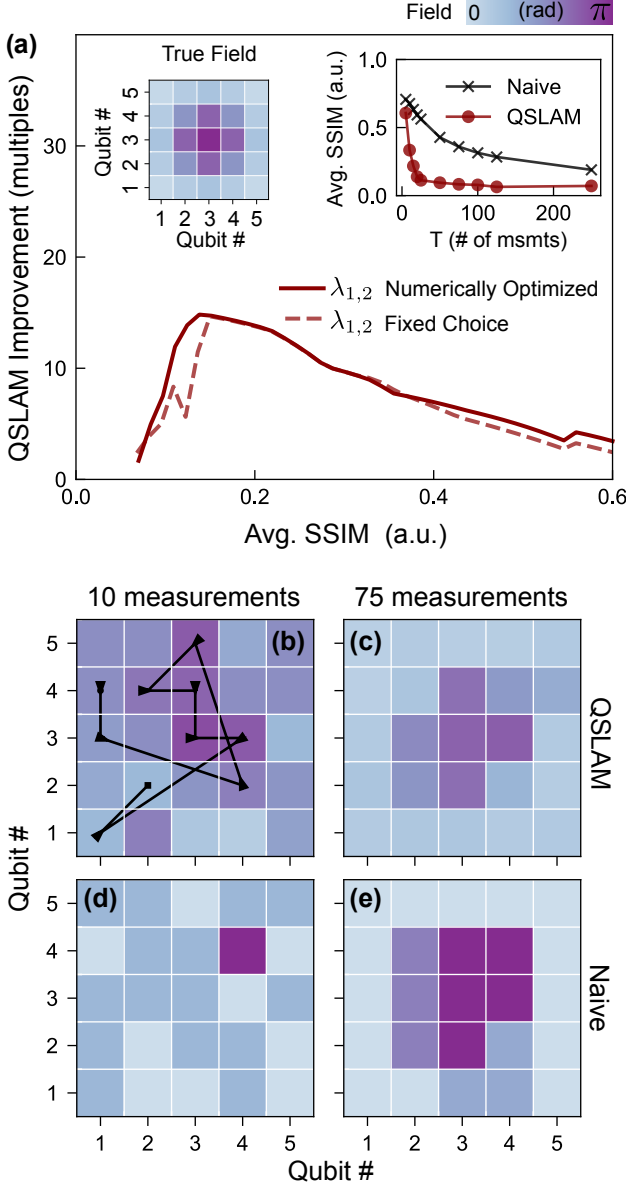 Field 0 (rad) π
(a)
True Field
Qubit #
5
4
3
2
1
1 2 3 4 5
Qubit #
Avg. SSIM (a.u.)
1.0
0.5
0.0
0 100 200
T (# of msmts)
Naive
QSLAM
QSLAM Improvement (multiples)
30
20
10
0
λ1,2 Numerically Optimized
λ1,2 Fixed Choice
0.0 0.2 0.4 0.6
Avg. SSIM (a.u.)
10 measurements 75 measurements
(b) (c)
5
4
3
2
1
QSLAM
Qubit #
(d) (e)
5
4
3
2
1
Naive
1 2 3 4 5 1 2 3 4 5
Qubit #